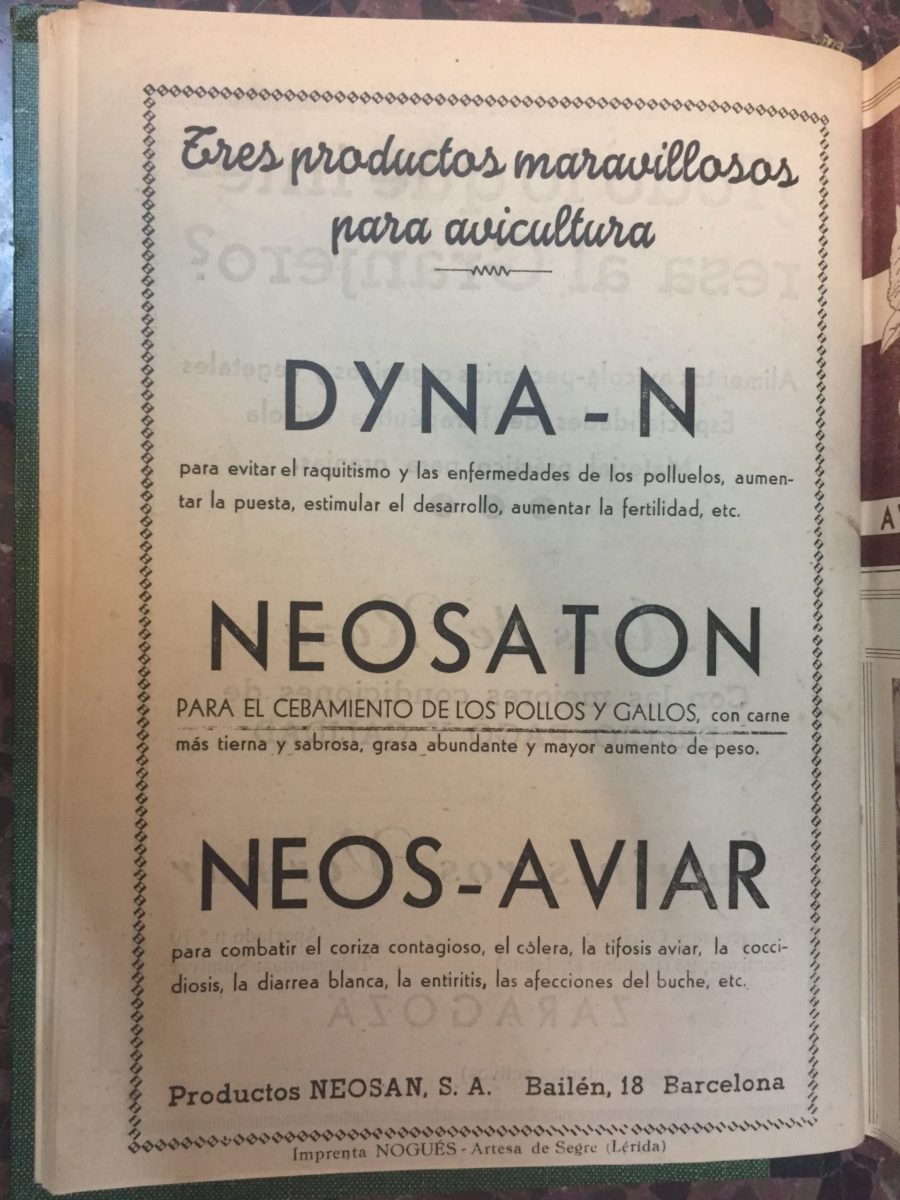 Tres productos maravillosos
para avicultura
DYNA-N
para evitar el raquitismo y las enfermedades de los polluelos, aumen-
tar la puesta, estimular el desarrollo, aumentar la fertilidad, etc.
NEOSATON
PARA EL CEBAMIENTO DE LOS POLLOS Y GALLOS, con carne
más tierna y sabrosa, grasa abundante y mayor aumento de peso.
NEOS-AVIAR
para combatir el coriza contagioso, el cólera, la tifosis aviar, la cocci-
diosis, la diarrea blanca, la entiritis, las afecciones del buche, etc.
Productos NEOSAN, S. A. Bailén, 18 Barcelona
Imprenta NOGUÉS - Artesa de Segre (Lérida)